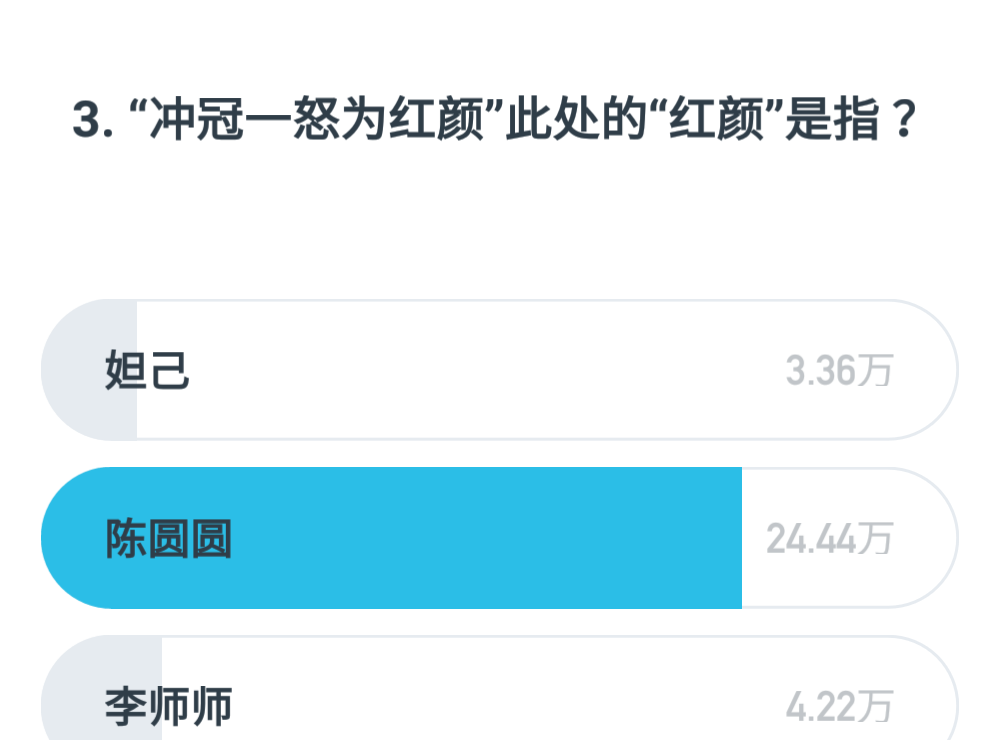 3. “冲冠一怒为红颜”此处的“红颜”是指？
妲己
3.36万
陈圆圆
24.44万
李师师
4.22万